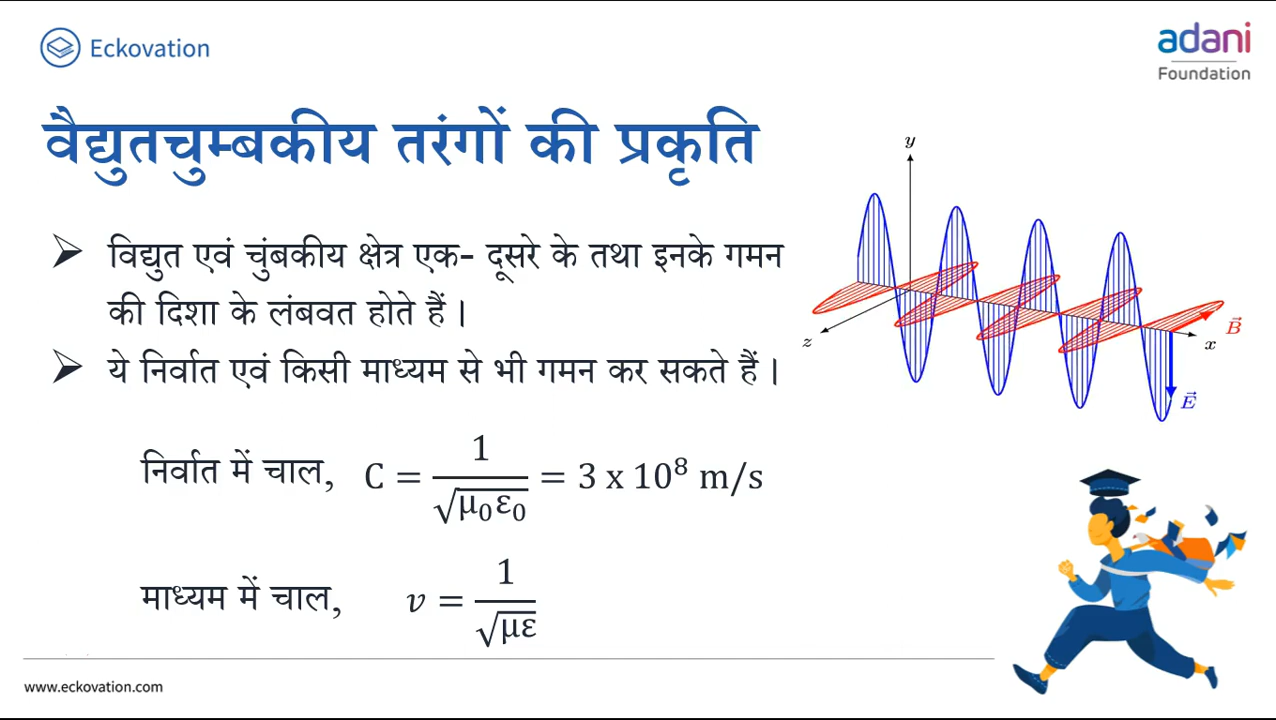 Eckovation
adani
Foundation
वैद्युतचुम्बकीय तरंगों की प्रकृति
➢ विद्युत एवं चुंबकीय क्षेत्र एक- दूसरे के तथा इनके गमन
की दिशा के लंबवत होते हैं ।
➢ ये निर्वात एवं किसी माध्यम से भी गमन कर सकते हैं ।
निर्वात में चाल, C = 1/√μ₀ε₀ = 3 x 10⁸ m/s
माध्यम में चाल, v = 1/√με
y
z
x
B⃗
E⃗
www.eckovation.com